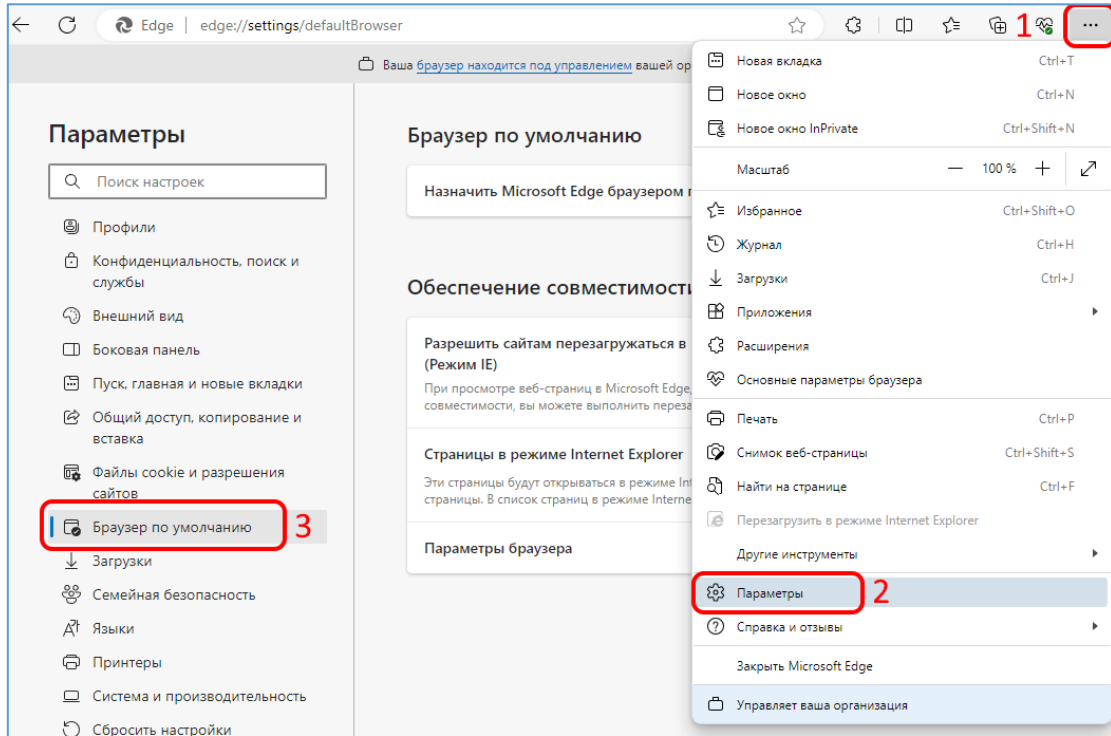 Edge | edge://settings/defaultBrowser
1
Ваша браузер находится под управлением вашей ор
Параметры
Поиск настроек
Профили
Конфиденциальность, поиск и
службы
Внешний вид
Боковая панель
Пуск, главная и новые вкладки
Общий доступ, копирование и
вставка
Файлы cookie и разрешения
сайтов
Браузер по умолчанию
3
Загрузки
Семейная безопасность
Языки
Принтеры
Система и производительность
Сбросить настройки
Браузер по умолчанию
Назначить Microsoft Edge браузером п
Обеспечение совместимости
Разрешить сайтам перезагружаться в
(Режим IE)
При просмотре веб-страниц в Microsoft Edge,
совместимости, вы можете выполнить переза
Страницы в режиме Internet Explorer
Эти страницы будут открываться в режиме Int
страницы. В список страниц в режиме Interne
Параметры браузера
Новая вкладка Ctrl+T
Новое окно Ctrl+N
Новое окно InPrivate Ctrl+Shift+N
Масштаб — 100 % +
Избранное Ctrl+Shift+O
Журнал Ctrl+H
Загрузки Ctrl+J
Приложения
Расширения
Основные параметры браузера
Печать Ctrl+P
Снимок веб-страницы Ctrl+Shift+S
Найти на странице Ctrl+F
Перезагрузить в режиме Internet Explorer
Другие инструменты
Параметры 2
Справка и отзывы
Закрыть Microsoft Edge
Управляет ваша организация